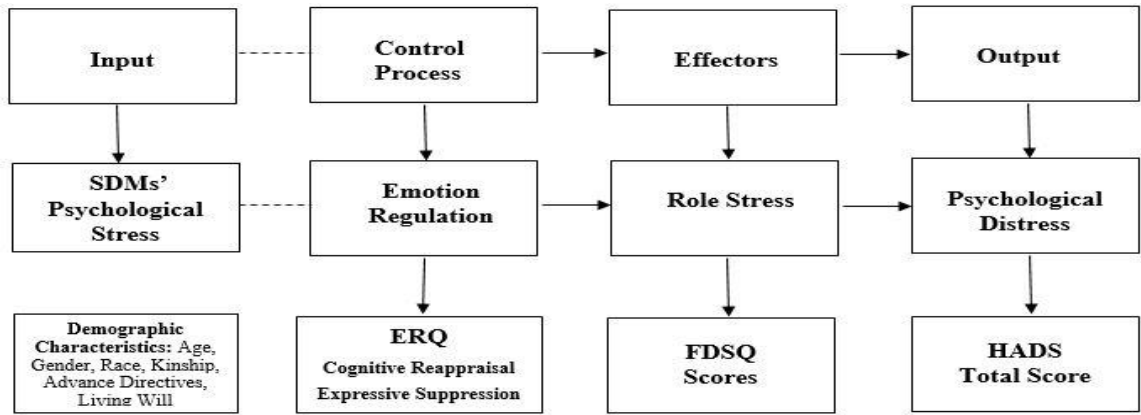 Input
Control
Process
Effectors
Output
SDMs'
Psychological
Stress
Emotion
Regulation
Role Stress
Psychological
Distress
Demographic
Characteristics: Age,
Gender, Race, Kinship,
Advance Directives,
Living Will
ERQ
Cognitive Reappraisal
Expressive Suppression
FDSQ
Scores
HADS
Total Score